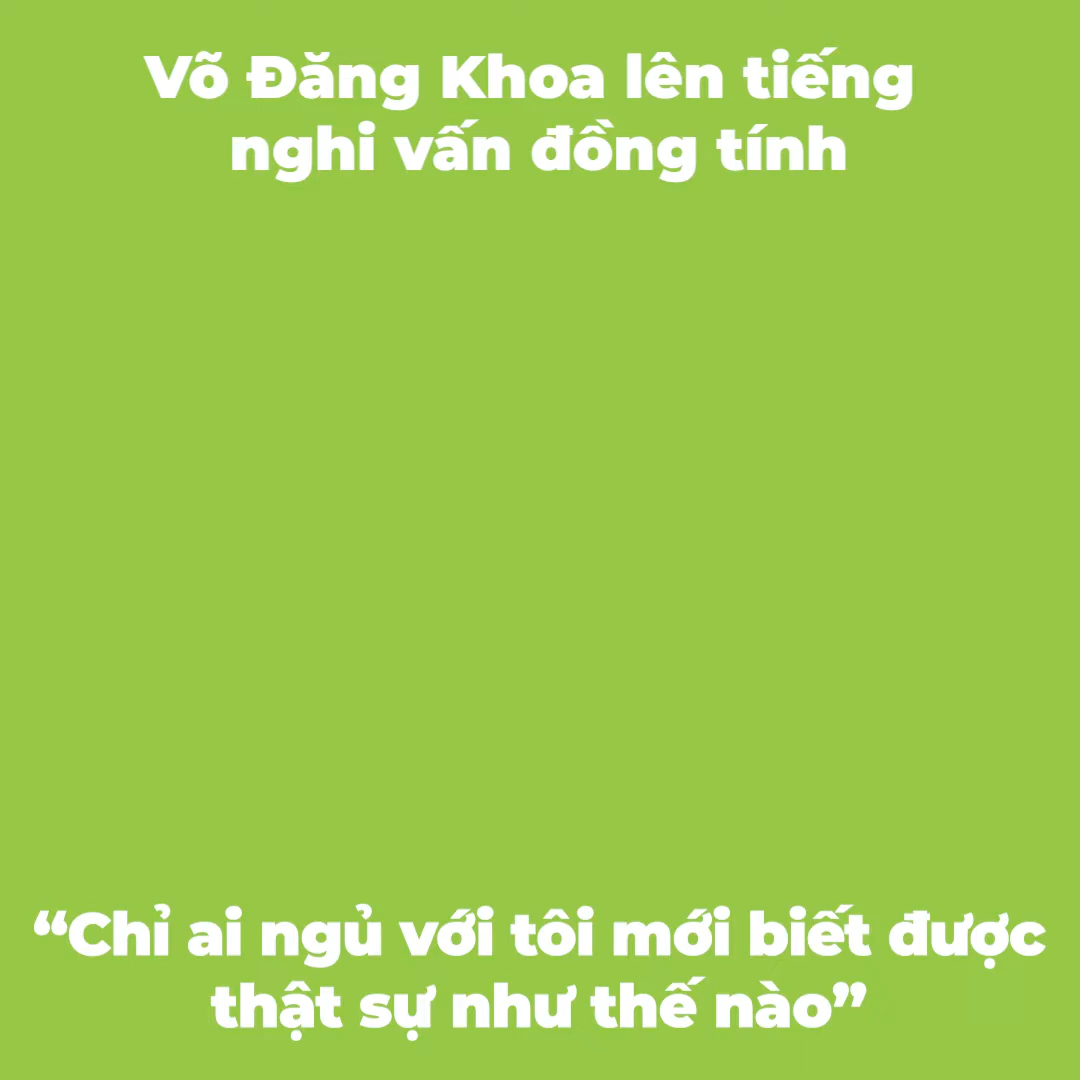 Võ Đăng Khoa lên tiếng
nghi vấn đồng tính
“Chỉ ai ngủ với tôi mới biết được
thật sự như thế nào”